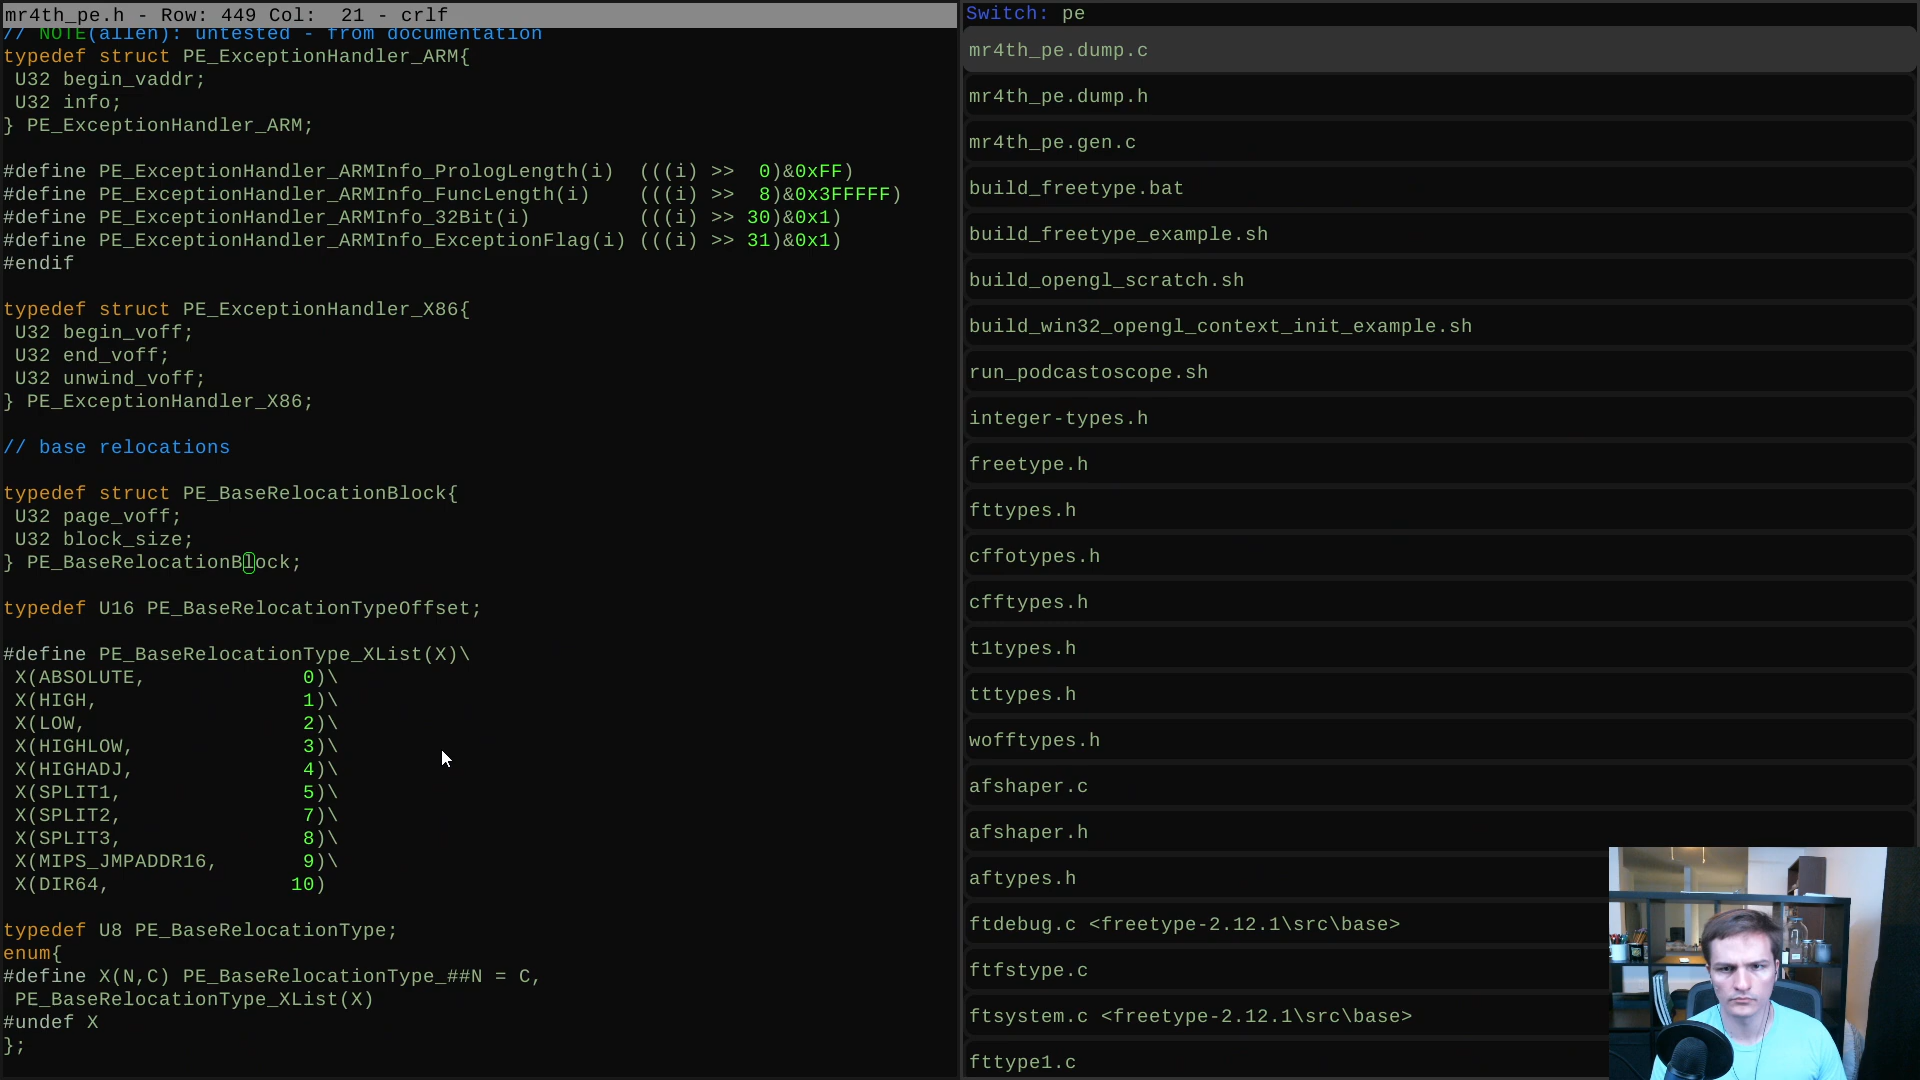 mr4th_pe.h - Row: 449 Col:  21 - crlf
// NOTE(allen): untested - from documentation
typedef struct PE_ExceptionHandler_ARM{
 U32 begin_vaddr;
 U32 info;
} PE_ExceptionHandler_ARM;
#define PE_ExceptionHandler_ARMInfo_PrologLength(i)  (((i) >>  0)&0xFF)
#define PE_ExceptionHandler_ARMInfo_FuncLength(i)    (((i) >>  8)&0x3FFFFF)
#define PE_ExceptionHandler_ARMInfo_32Bit(i)         (((i) >> 30)&0x1)
#define PE_ExceptionHandler_ARMInfo_ExceptionFlag(i) (((i) >> 31)&0x1)
#endif
typedef struct PE_ExceptionHandler_X86{
 U32 begin_voff;
 U32 end_voff;
 U32 unwind_voff;
} PE_ExceptionHandler_X86;
// base relocations
typedef struct PE_BaseRelocationBlock{
 U32 page_voff;
 U32 block_size;
} PE_BaseRelocationBlock;
typedef U16 PE_BaseRelocationTypeOffset;
#define PE_BaseRelocationType_XList(X)\
 X(ABSOLUTE,             0)\
 X(HIGH,                 1)\
 X(LOW,                  2)\
 X(HIGHLOW,              3)\
 X(HIGHADJ,              4)\
 X(SPLIT1,               5)\
 X(SPLIT2,               7)\
 X(SPLIT3,               8)\
 X(MIPS_JMPADDR16,       9)\
 X(DIR64,               10)
typedef U8 PE_BaseRelocationType;
enum{
#define X(N,C) PE_BaseRelocationType_##N = C,
 PE_BaseRelocationType_XList(X)
#undef X
};
Switch: pe
mr4th_pe.dump.c
mr4th_pe.dump.h
mr4th_pe.gen.c
build_freetype.bat
build_freetype_example.sh
build_opengl_scratch.sh
build_win32_opengl_context_init_example.sh
run_podcastoscope.sh
integer-types.h
freetype.h
fttypes.h
cffotypes.h
cfftypes.h
t1types.h
tttypes.h
wofftypes.h
afshaper.c
afshaper.h
aftypes.h
ftdebug.c <freetype-2.12.1\src\base>
ftfstype.c
ftsystem.c <freetype-2.12.1\src\base>
fttype1.c